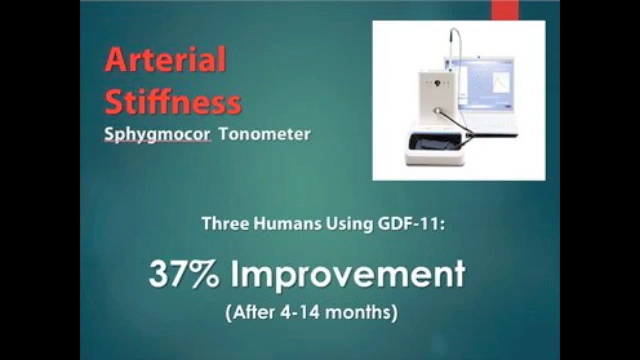 Arterial
Stiffness
Sphygmocor Tonometer
Three Humans Using GDF-11:
37% Improvement
(After 4-14 months)